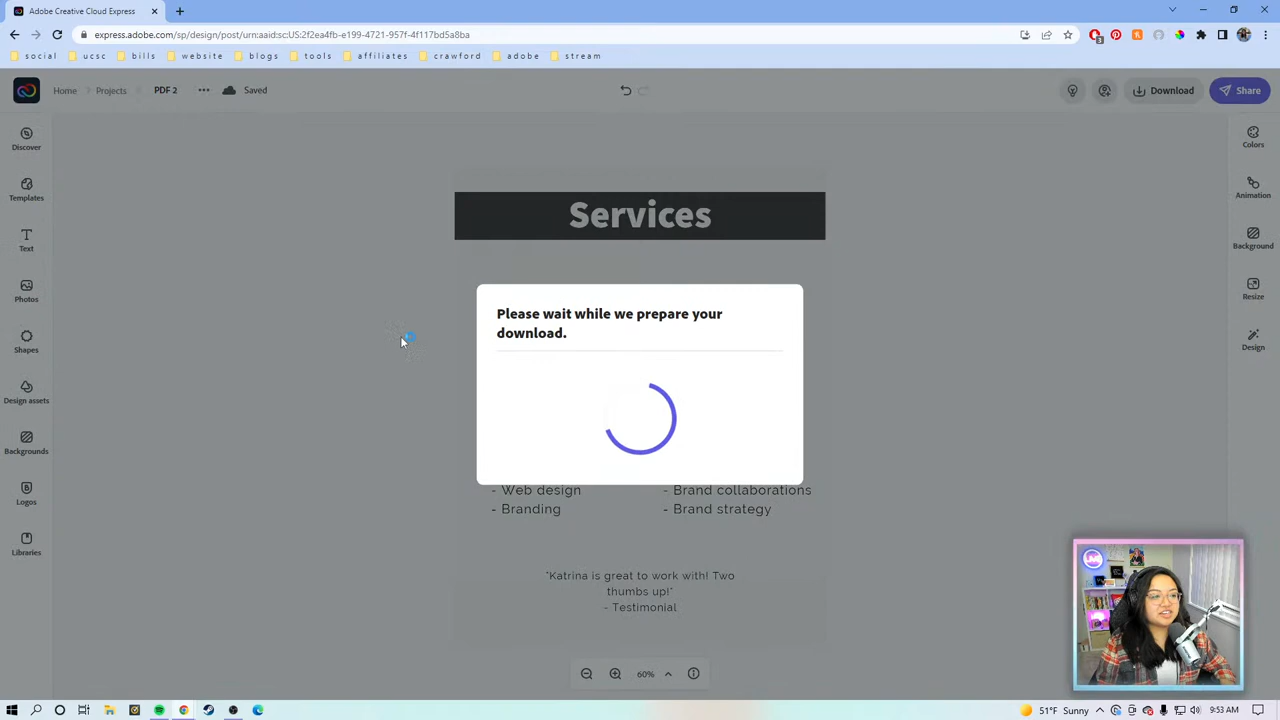 Adobe Creative Cloud Express
express.adobe.com/sp/design/post/urn:aaid:sc:US:2f2ea4fb-e199-4721-957f-4f117bd5a8ba
social ucsc bills website blogs tools affiliates crawford adobe stream
Home Projects PDF 2 Saved Download Share
Discover
Templates
Text
Photos
Shapes
Design assets
Backgrounds
Logos
Libraries
Services
Please wait while we prepare your
download.
- Web design - Brand collaborations
- Branding - Brand strategy
"Katrina is great to work with! Two
thumbs up!"
- Testimonial
60%
Colors
Animation
Background
Resize
Design
51°F Sunny 9:53 AM